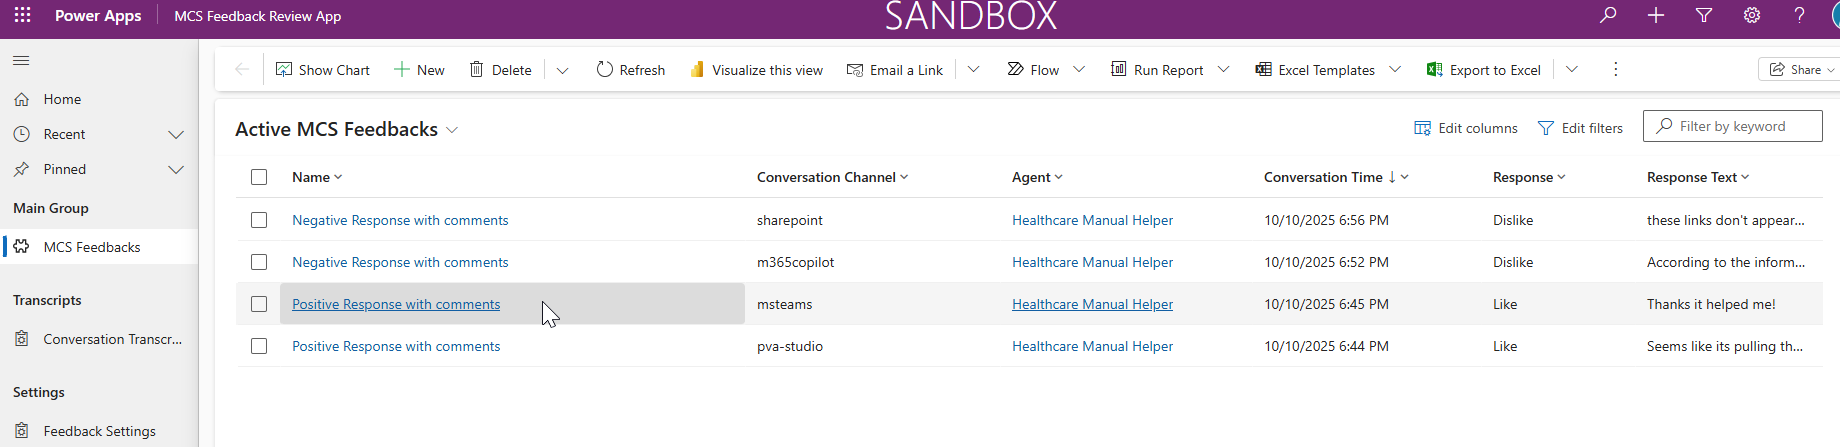 Power Apps MCS Feedback Review App SANDBOX ?
Show Chart New Delete Refresh Visualize this view Email a Link Flow Run Report Excel Templates Export to Excel Share
Home
Recent
Pinned
Main Group
MCS Feedbacks
Transcripts
Conversation Transcr...
Settings
Feedback Settings
Active MCS Feedbacks Edit columns Edit filters Filter by keyword
Name Conversation Channel Agent Conversation Time ↓ Response Response Text
Negative Response with comments sharepoint Healthcare Manual Helper 10/10/2025 6:56 PM Dislike these links don't appear...
Negative Response with comments m365copilot Healthcare Manual Helper 10/10/2025 6:52 PM Dislike According to the inform...
Positive Response with comments msteams Healthcare Manual Helper 10/10/2025 6:45 PM Like Thanks it helped me!
Positive Response with comments pva-studio Healthcare Manual Helper 10/10/2025 6:44 PM Like Seems like its pulling th...